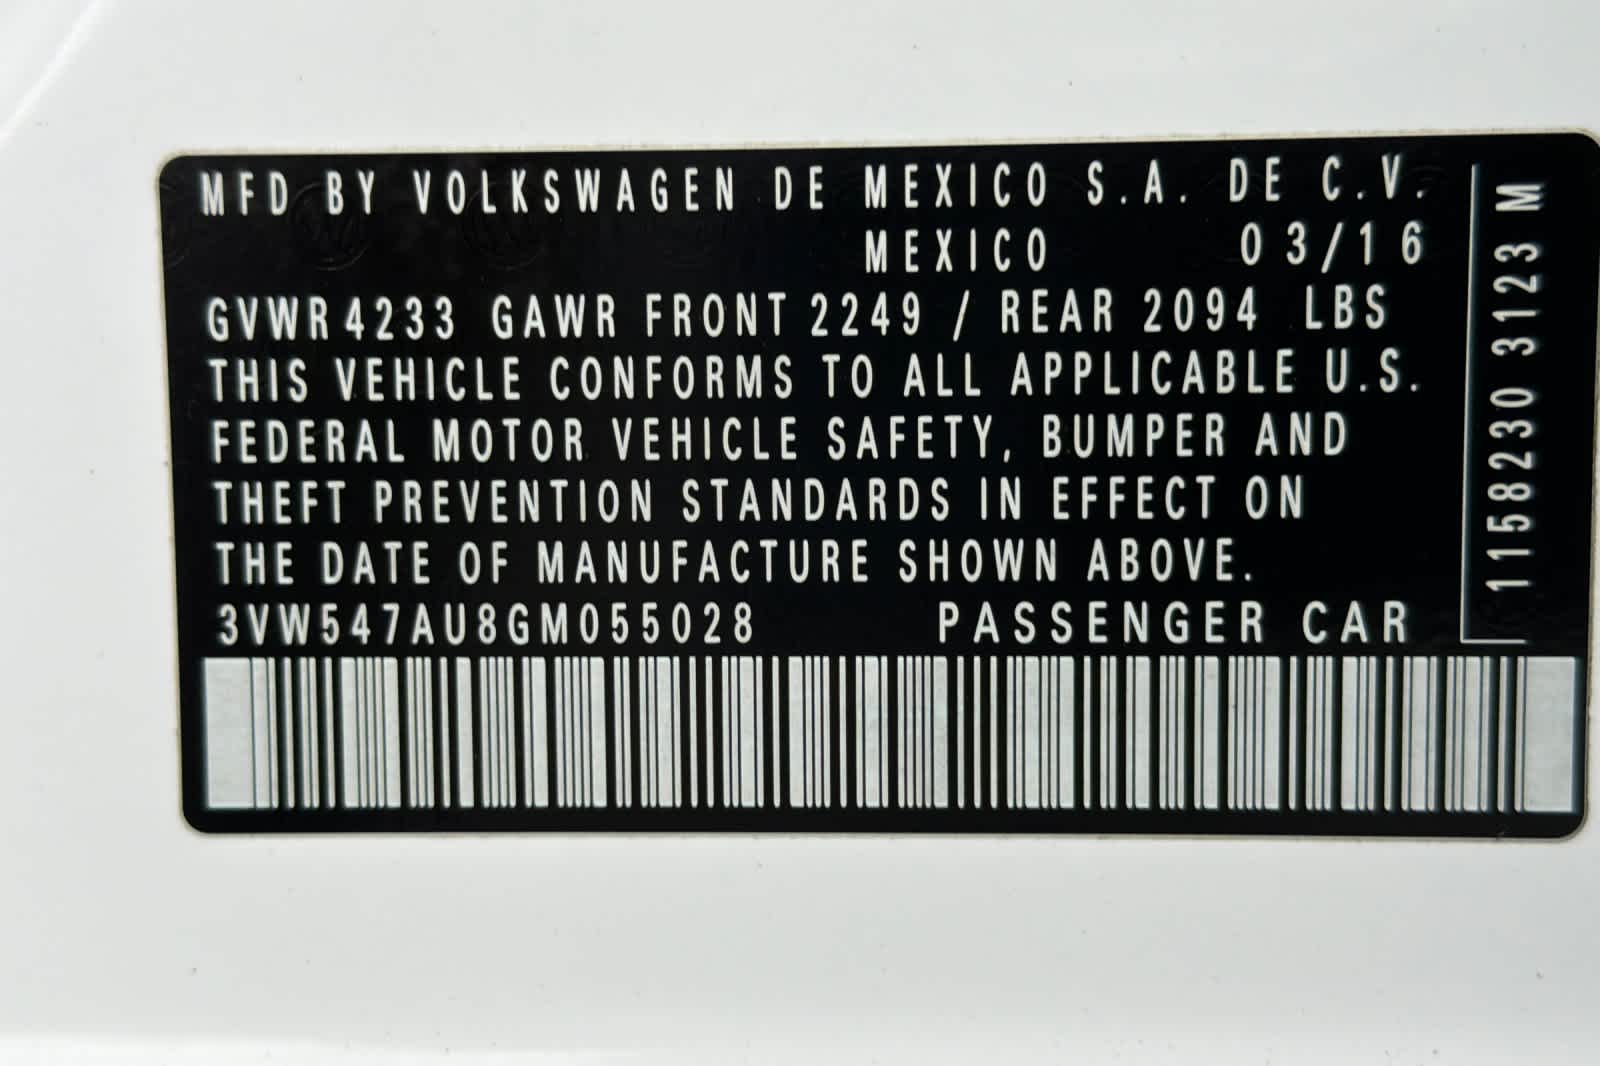 MFD BY VOLKSWAGEN DE MEXICO S.A. DE C.V.
MEXICO 03/16
GVWR 4233 GAWR FRONT 2249 / REAR 2094 LBS
THIS VEHICLE CONFORMS TO ALL APPLICABLE U.S.
FEDERAL MOTOR VEHICLE SAFETY, BUMPER AND
THEFT PREVENTION STANDARDS IN EFFECT ON
THE DATE OF MANUFACTURE SHOWN ABOVE.
3VW547AU8GM055028 PASSENGER CAR
1158230 3123 M